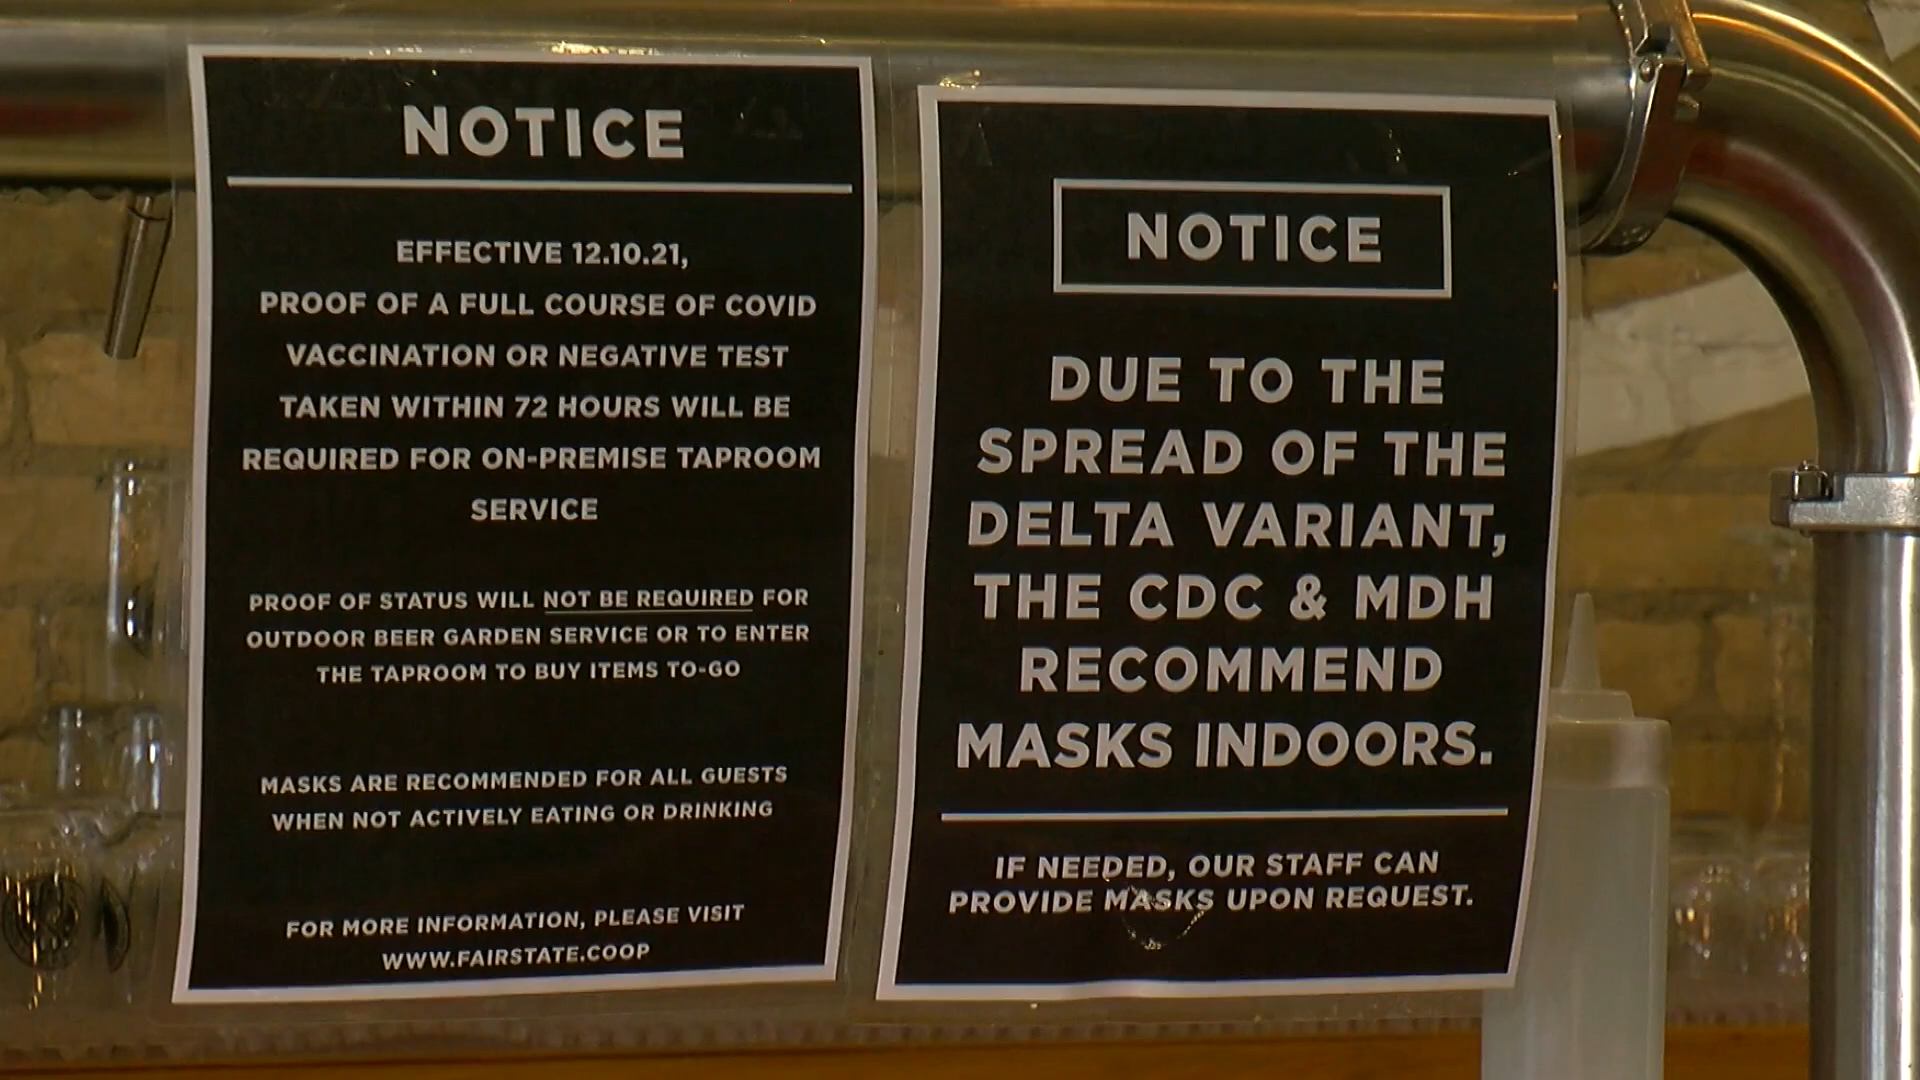 NOTICE
EFFECTIVE 12.10.21,
PROOF OF A FULL COURSE OF COVID
VACCINATION OR NEGATIVE TEST
TAKEN WITHIN 72 HOURS WILL BE
REQUIRED FOR ON-PREMISE TAPROOM
SERVICE
PROOF OF STATUS WILL NOT BE REQUIRED FOR
OUTDOOR BEER GARDEN SERVICE OR TO ENTER
THE TAPROOM TO BUY ITEMS TO-GO
MASKS ARE RECOMMENDED FOR ALL GUESTS
WHEN NOT ACTIVELY EATING OR DRINKING
FOR MORE INFORMATION, PLEASE VISIT
WWW.FAIRSTATE.COOP
NOTICE
DUE TO THE
SPREAD OF THE
DELTA VARIANT,
THE CDC & MDH
RECOMMEND
MASKS INDOORS.
IF NEEDED, OUR STAFF CAN
PROVIDE MASKS UPON REQUEST.